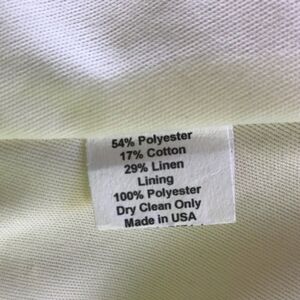 54% Polyester
17% Cotton
29% Linen
Lining
100% Polyester
Dry Clean Only
Made in USA